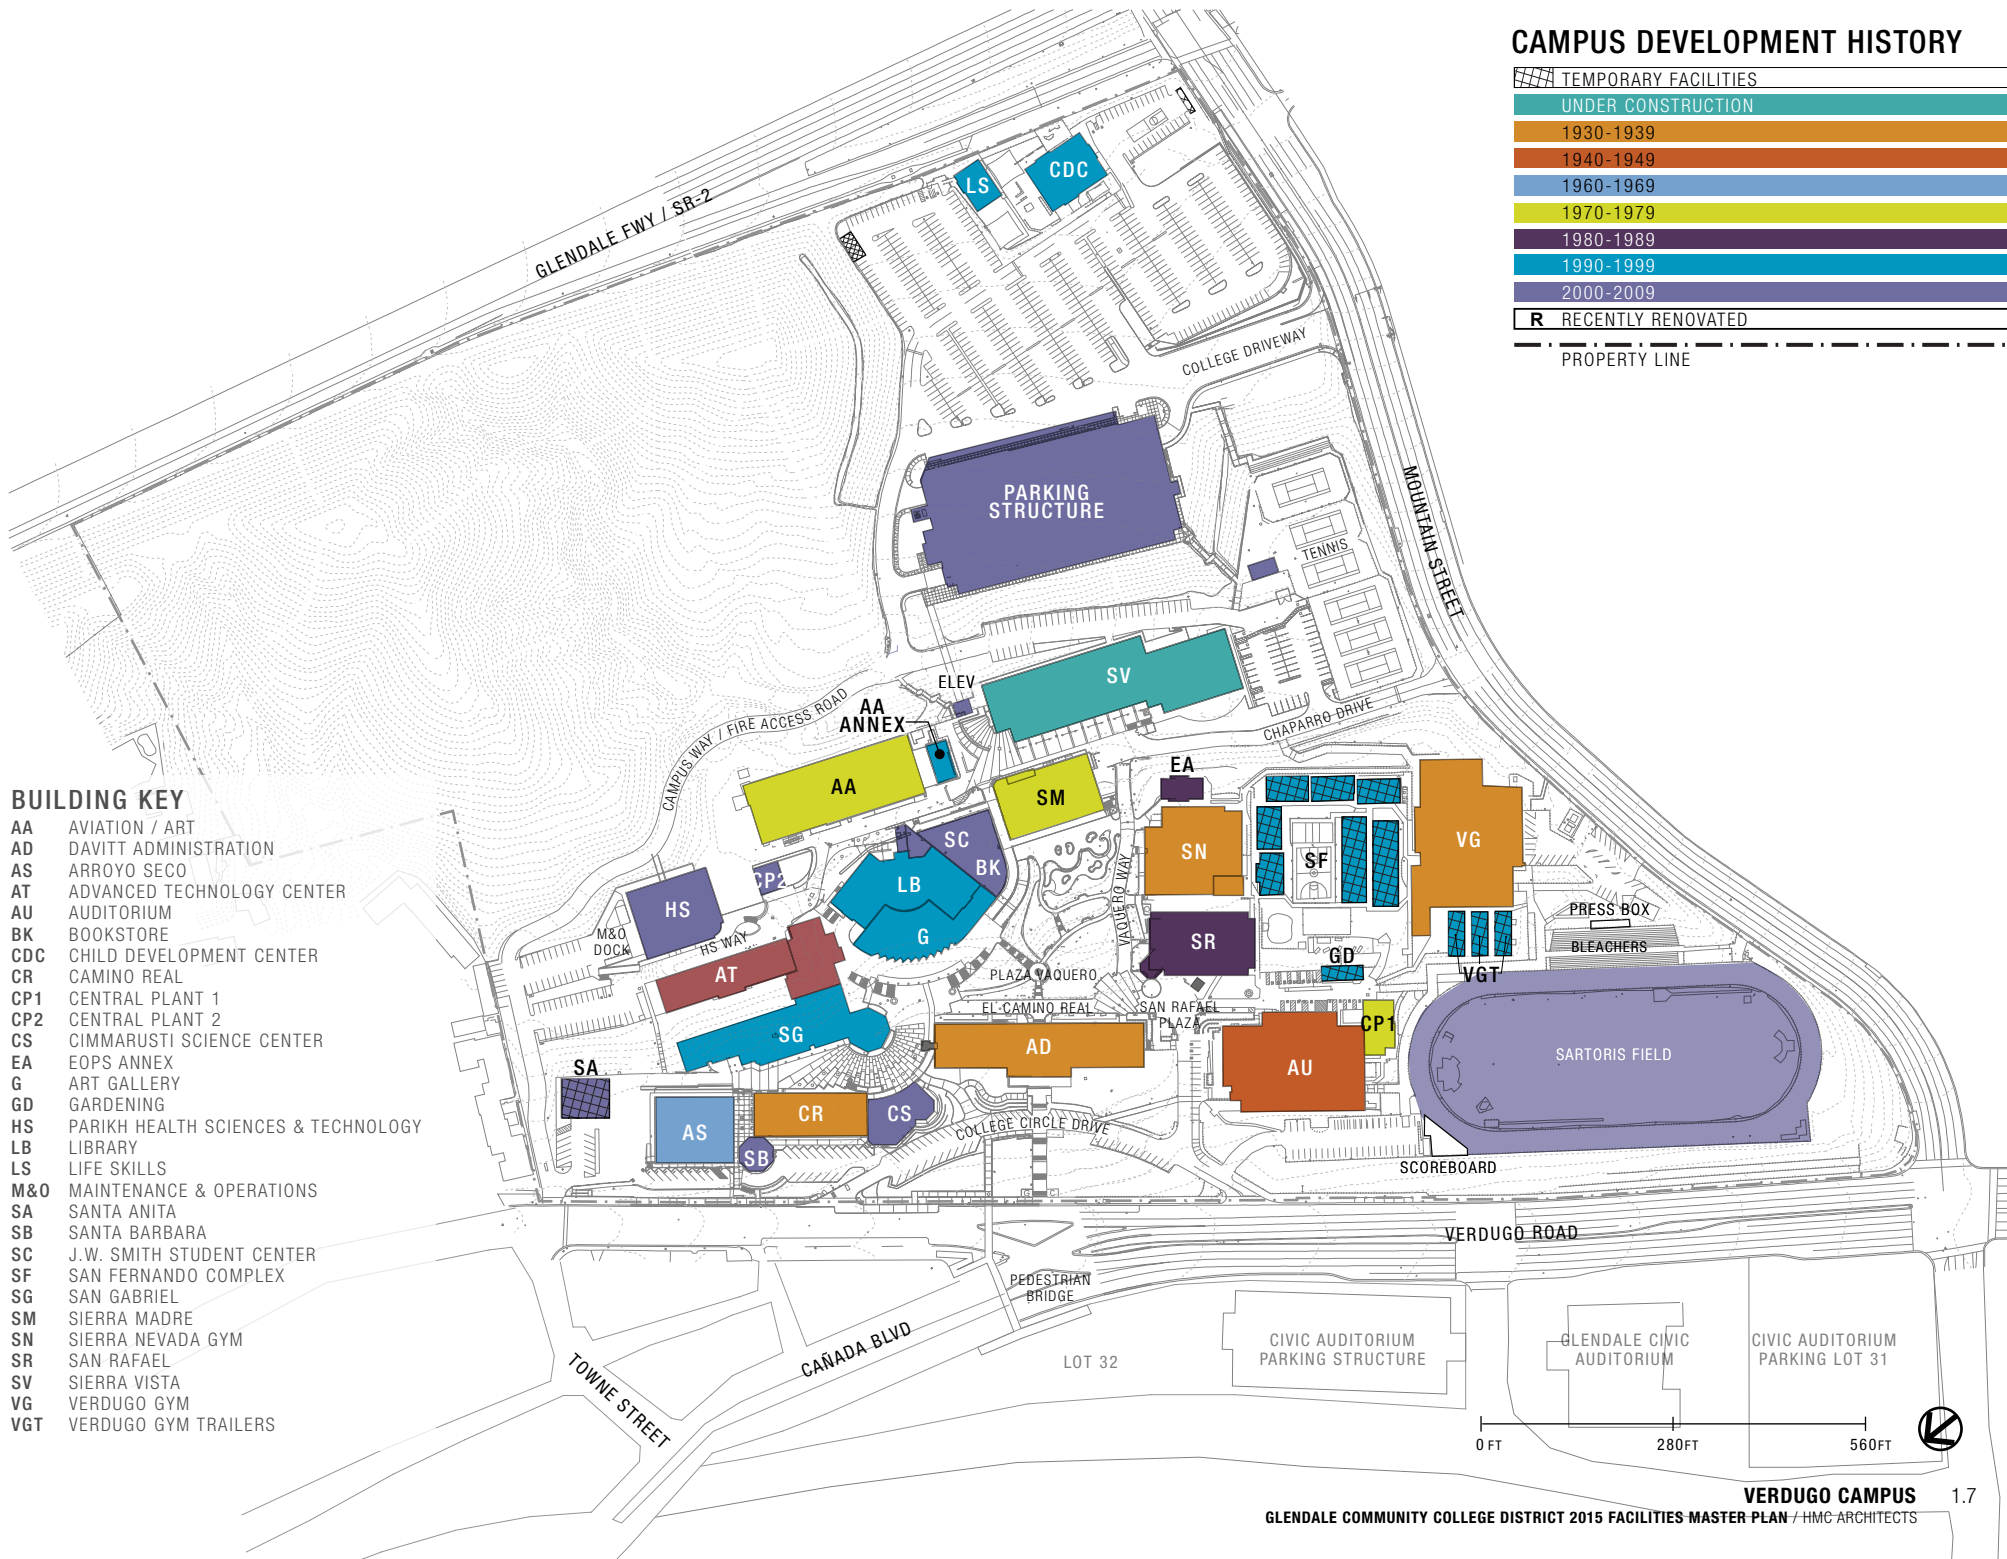 CAMPUS DEVELOPMENT HISTORY
TEMPORARY FACILITIES
UNDER CONSTRUCTION
1930-1939
1940-1949
1960-1969
1970-1979
1980-1989
1990-1999
2000-2009
R RECENTLY RENOVATED
PROPERTY LINE
GLENDALE FWY / SR-2
LS
CDC
COLLEGE DRIVEWAY
MOUNTAIN STREET
PARKING
STRUCTURE
TENNIS
SV
ELEV
AA
ANNEX
CAMPUS WAY / FIRE ACCESS ROAD
CHAPARRO DRIVE
AA
SM
EA
SC
BK
SN
SF
VG
LB
CP2
HS
G
VAQUERO WAY
SR
GD
PRESS BOX
BLEACHERS
VGT
M&O
DOCK
HS WAY
AT
PLAZA VAQUERO
EL CAMINO REAL
SAN RAFAEL
PLAZA
CP1
SG
AD
AU
SARTORIS FIELD
SA
AS
CR
CS
SB
COLLEGE CIRCLE DRIVE
SCOREBOARD
VERDUGO ROAD
PEDESTRIAN
BRIDGE
CAÑADA BLVD
TOWNE STREET
LOT 32
CIVIC AUDITORIUM
PARKING STRUCTURE
GLENDALE CIVIC
AUDITORIUM
CIVIC AUDITORIUM
PARKING LOT 31
BUILDING KEY
AA AVIATION / ART
AD DAVITT ADMINISTRATION
AS ARROYO SECO
AT ADVANCED TECHNOLOGY CENTER
AU AUDITORIUM
BK BOOKSTORE
CDC CHILD DEVELOPMENT CENTER
CR CAMINO REAL
CP1 CENTRAL PLANT 1
CP2 CENTRAL PLANT 2
CS CIMMARUSTI SCIENCE CENTER
EA EOPS ANNEX
G ART GALLERY
GD GARDENING
HS PARIKH HEALTH SCIENCES & TECHNOLOGY
LB LIBRARY
LS LIFE SKILLS
M&O MAINTENANCE & OPERATIONS
SA SANTA ANITA
SB SANTA BARBARA
SC J.W. SMITH STUDENT CENTER
SF SAN FERNANDO COMPLEX
SG SAN GABRIEL
SM SIERRA MADRE
SN SIERRA NEVADA GYM
SR SAN RAFAEL
SV SIERRA VISTA
VG VERDUGO GYM
VGT VERDUGO GYM TRAILERS
0 FT 280FT 560FT
VERDUGO CAMPUS 1.7
GLENDALE COMMUNITY COLLEGE DISTRICT 2015 FACILITIES MASTER PLAN / HMC ARCHITECTS